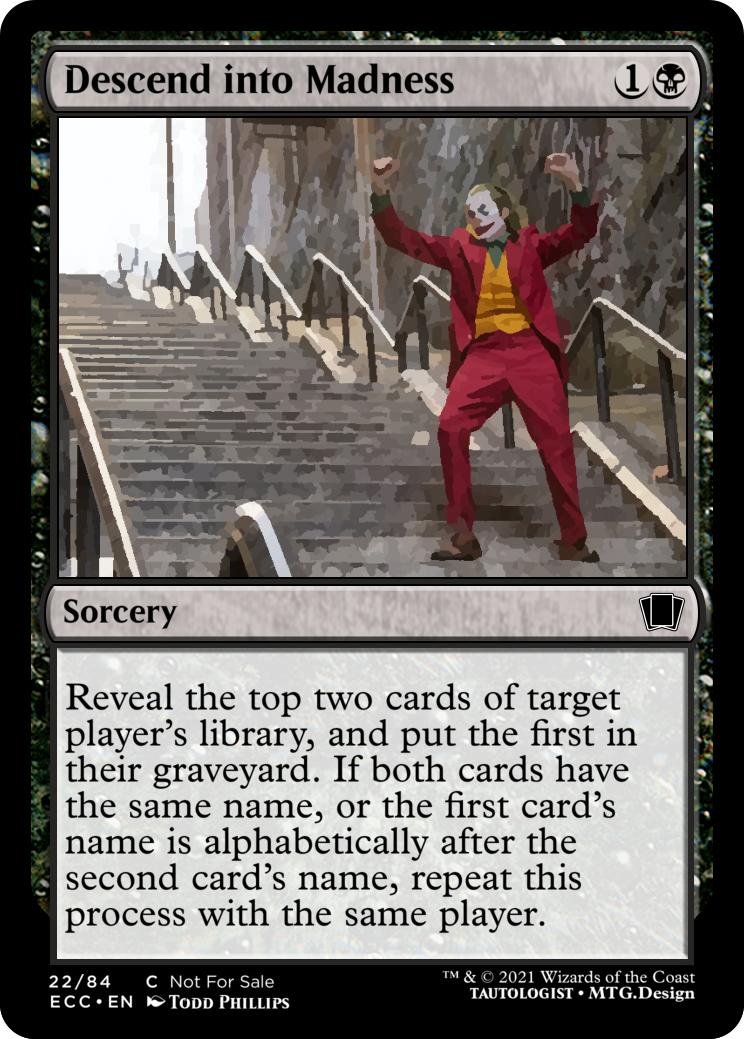 Descend into Madness 1
Sorcery
Reveal the top two cards of target
player's library, and put the first in
their graveyard. If both cards have
the same name, or the first card's
name is alphabetically after the
second card's name, repeat this
process with the same player.
22/84 C Not For Sale
ECC • EN Todd Phillips
™ & © 2021 Wizards of the Coast
TAUTOLOGIST • MTG.Design